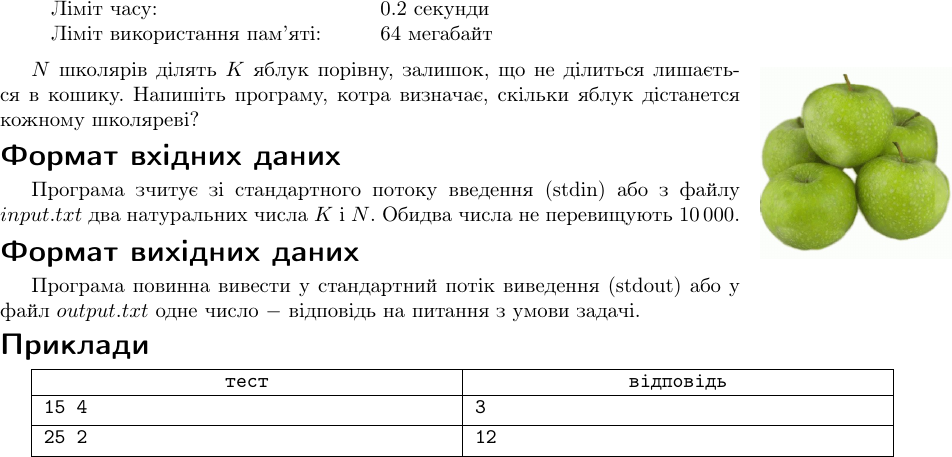 Ліміт часу: 0.2 секунди
Ліміт використання пам'яті: 64 мегабайт
N школярів ділять K яблук порівну, залишок, що не ділиться лишаєть-
ся в кошику. Напишіть програму, котра визначає, скільки яблук дістанется
кожному школяреві?
Формат вхідних даних
Програма зчитує зі стандартного потоку введення (stdin) або з файлу
input.txt два натуральних числа K і N. Обидва числа не перевищують 10 000.
Формат вихідних даних
Програма повинна вивести у стандартний потік виведення (stdout) або у
файл output.txt одне число – відповідь на питання з умови задачі.
Приклади
тест відповідь
15 4 3
25 2 12